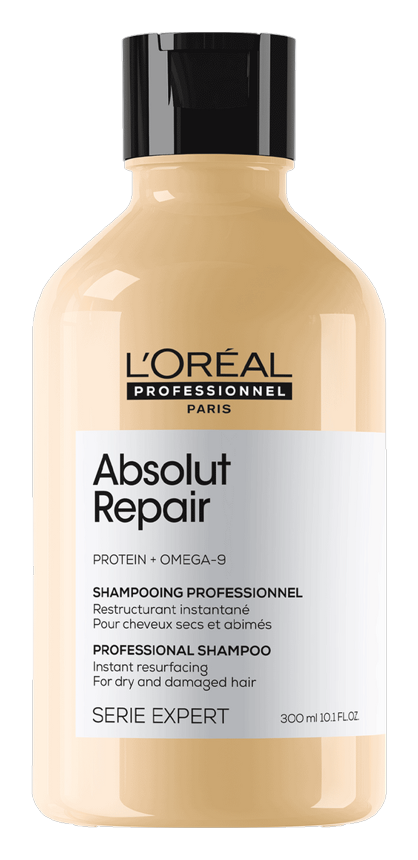 L'ORÉAL
PROFESSIONNEL
PARIS
Absolut
Repair
PROTEIN + OMEGA-9
SHAMPOOING PROFESSIONNEL
Restructurant instantané
Pour cheveux secs et abimés
PROFESSIONAL SHAMPOO
Instant resurfacing
For dry and damaged hair
SERIE EXPERT 300 ml 10.1 FL.OZ.